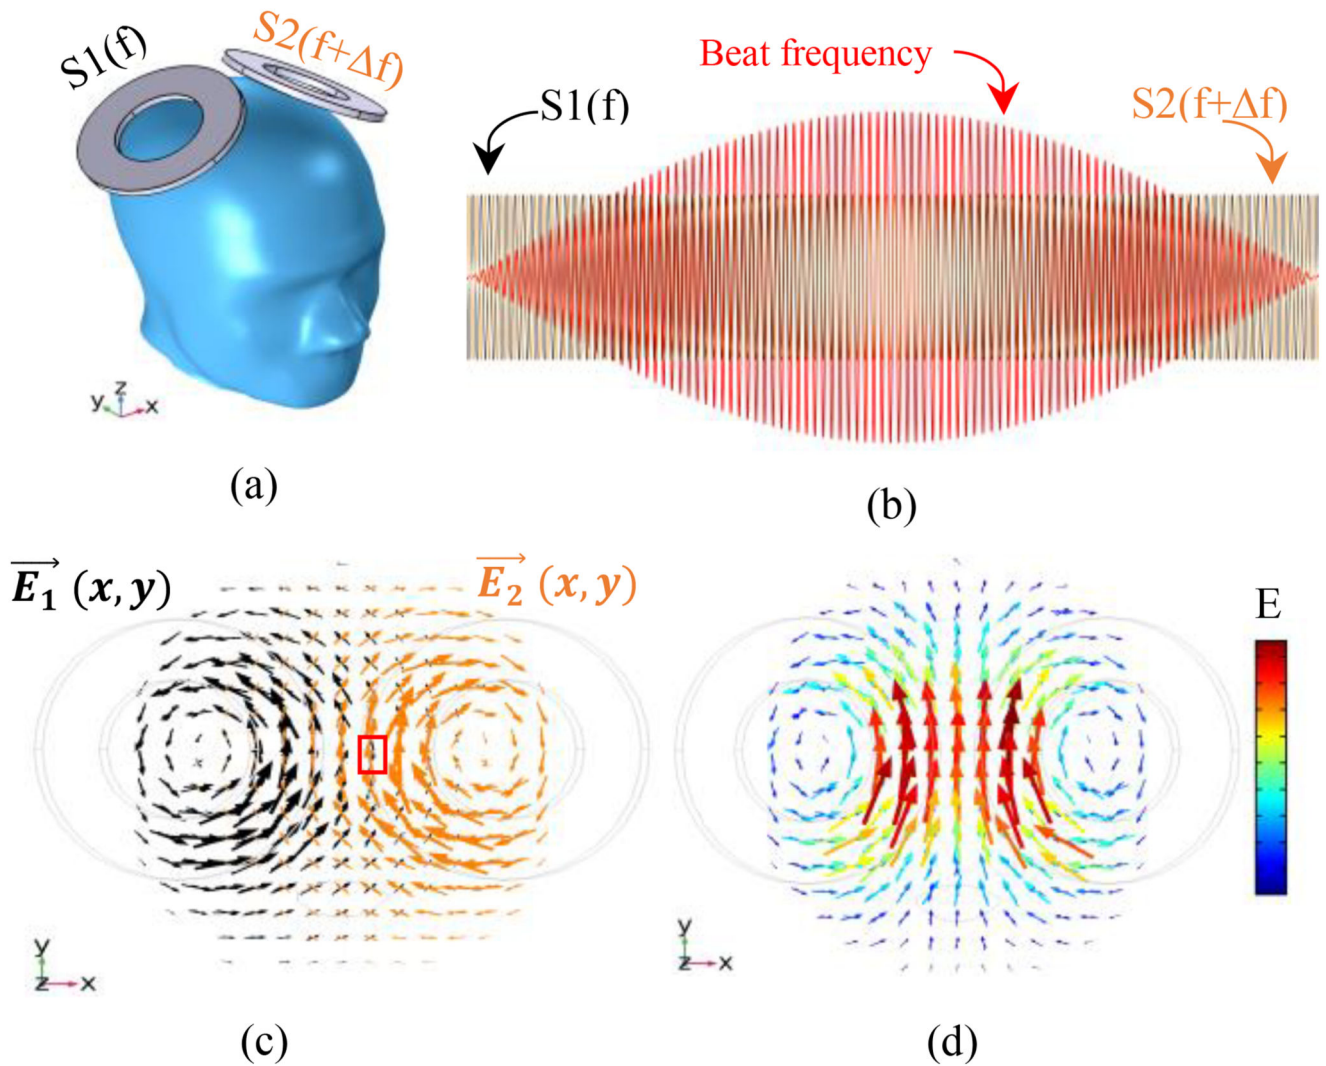 S1(f)
S2(f+Δf)
z
y
x
(a)
Beat frequency
S1(f)
S2(f+Δf)
(b)
E₁ (x, y)
E₂ (x, y)
y
z
x
(c)
E
y
z
x
(d)